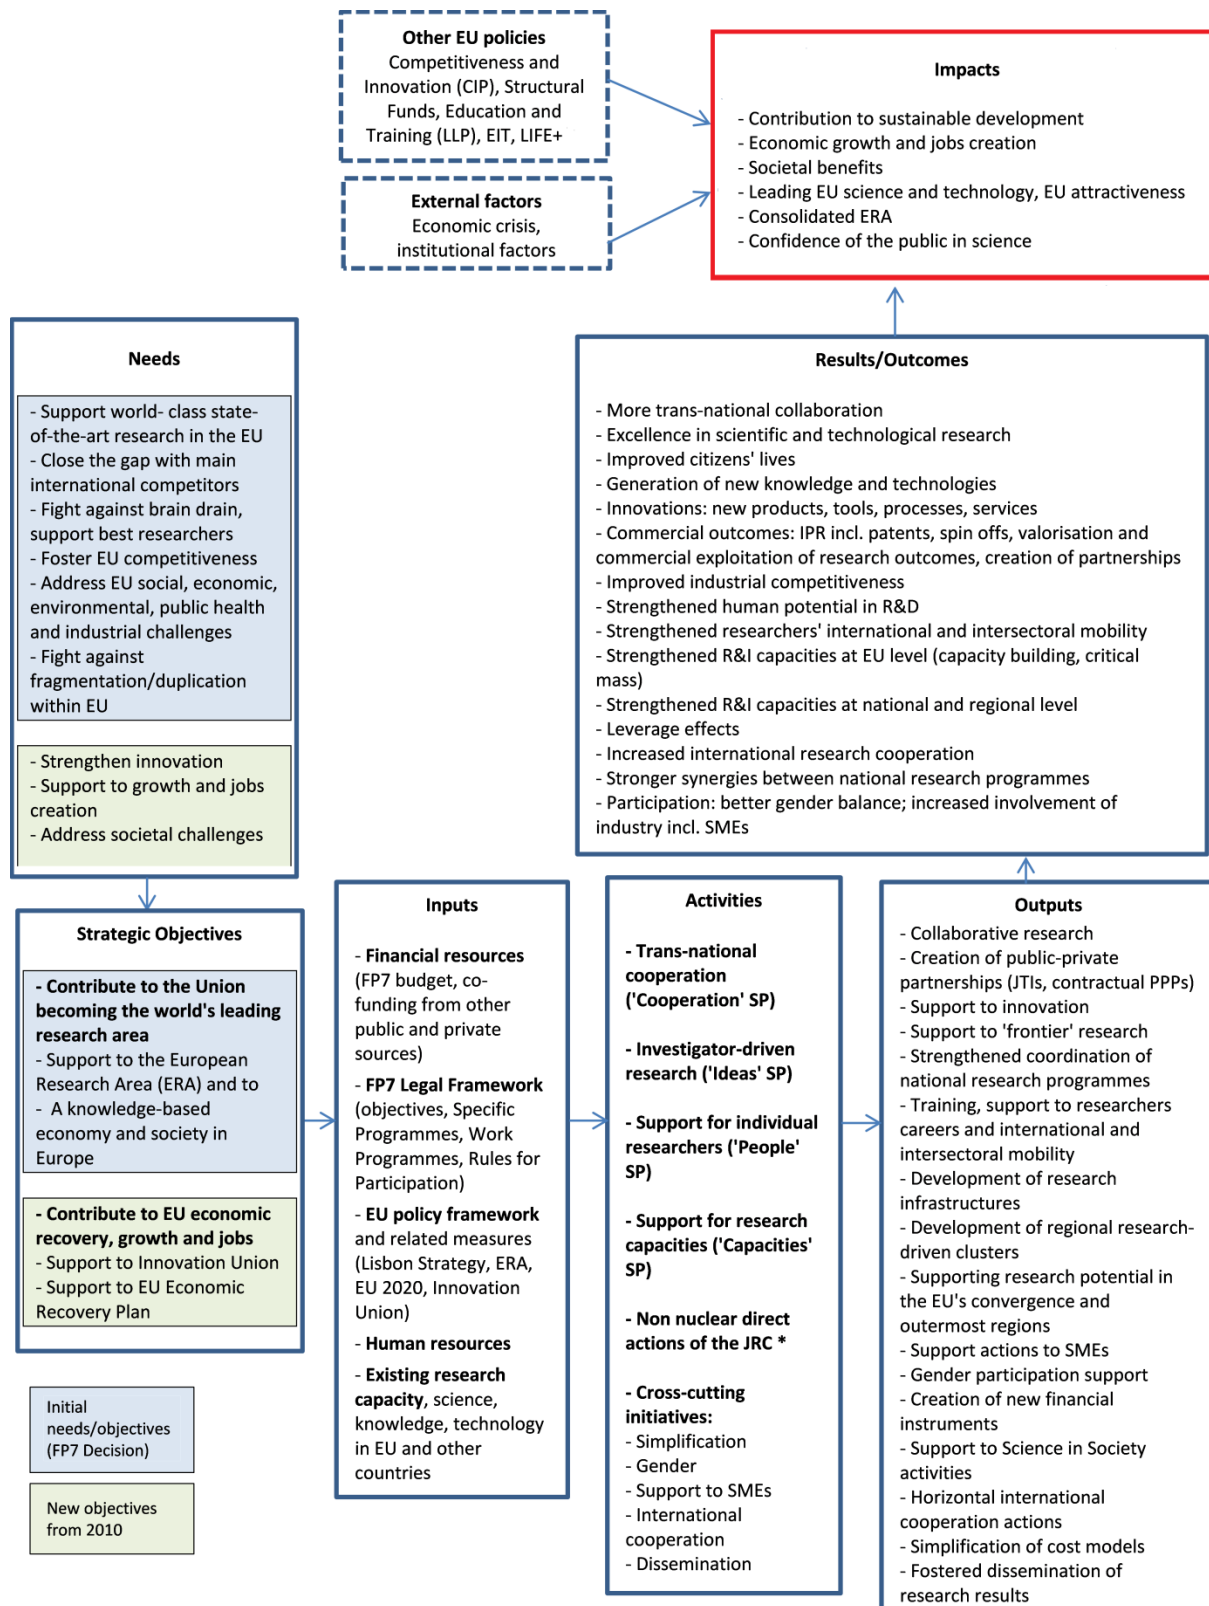 Other EU policies
Competitiveness and
Innovation (CIP), Structural
Funds, Education and
Training (LLP), EIT, LIFE+
External factors
Economic crisis,
institutional factors
Impacts
- Contribution to sustainable development
- Economic growth and jobs creation
- Societal benefits
- Leading EU science and technology, EU attractiveness
- Consolidated ERA
- Confidence of the public in science
Needs
- Support world- class state-
of-the-art research in the EU
- Close the gap with main
international competitors
- Fight against brain drain,
support best researchers
- Foster EU competitiveness
- Address EU social, economic,
environmental, public health
and industrial challenges
- Fight against
fragmentation/duplication
within EU
- Strengthen innovation
- Support to growth and jobs
creation
- Address societal challenges
Results/Outcomes
- More trans-national collaboration
- Excellence in scientific and technological research
- Improved citizens' lives
- Generation of new knowledge and technologies
- Innovations: new products, tools, processes, services
- Commercial outcomes: IPR incl. patents, spin offs, valorisation and
commercial exploitation of research outcomes, creation of partnerships
- Improved industrial competitiveness
- Strengthened human potential in R&D
- Strengthened researchers' international and intersectoral mobility
- Strengthened R&I capacities at EU level (capacity building, critical
mass)
- Strengthened R&I capacities at national and regional level
- Leverage effects
- Increased international research cooperation
- Stronger synergies between national research programmes
- Participation: better gender balance; increased involvement of
industry incl. SMEs
Strategic Objectives
- Contribute to the Union
becoming the world's leading
research area
- Support to the European
Research Area (ERA) and to
- A knowledge-based
economy and society in
Europe
- Contribute to EU economic
recovery, growth and jobs
- Support to Innovation Union
- Support to EU Economic
Recovery Plan
Initial
needs/objectives
(FP7 Decision)
New objectives
from 2010
Inputs
- Financial resources
(FP7 budget, co-
funding from other
public and private
sources)
- FP7 Legal Framework
(objectives, Specific
Programmes, Work
Programmes, Rules for
Participation)
- EU policy framework
and related measures
(Lisbon Strategy, ERA,
EU 2020, Innovation
Union)
- Human resources
- Existing research
capacity, science,
knowledge, technology
in EU and other
countries
Activities
- Trans-national
cooperation
('Cooperation' SP)
- Investigator-driven
research ('Ideas' SP)
- Support for individual
researchers ('People'
SP)
- Support for research
capacities ('Capacities'
SP)
- Non nuclear direct
actions of the JRC *
- Cross-cutting
initiatives:
- Simplification
- Gender
- Support to SMEs
- International
cooperation
- Dissemination
Outputs
- Collaborative research
- Creation of public-private
partnerships (JTIs, contractual PPPs)
- Support to innovation
- Support to 'frontier' research
- Strengthened coordination of
national research programmes
- Training, support to researchers
careers and international and
intersectoral mobility
- Development of research
infrastructures
- Development of regional research-
driven clusters
- Supporting research potential in
the EU's convergence and
outermost regions
- Support actions to SMEs
- Gender participation support
- Creation of new financial
instruments
- Support to Science in Society
activities
- Horizontal international
cooperation actions
- Simplification of cost models
- Fostered dissemination of
research results